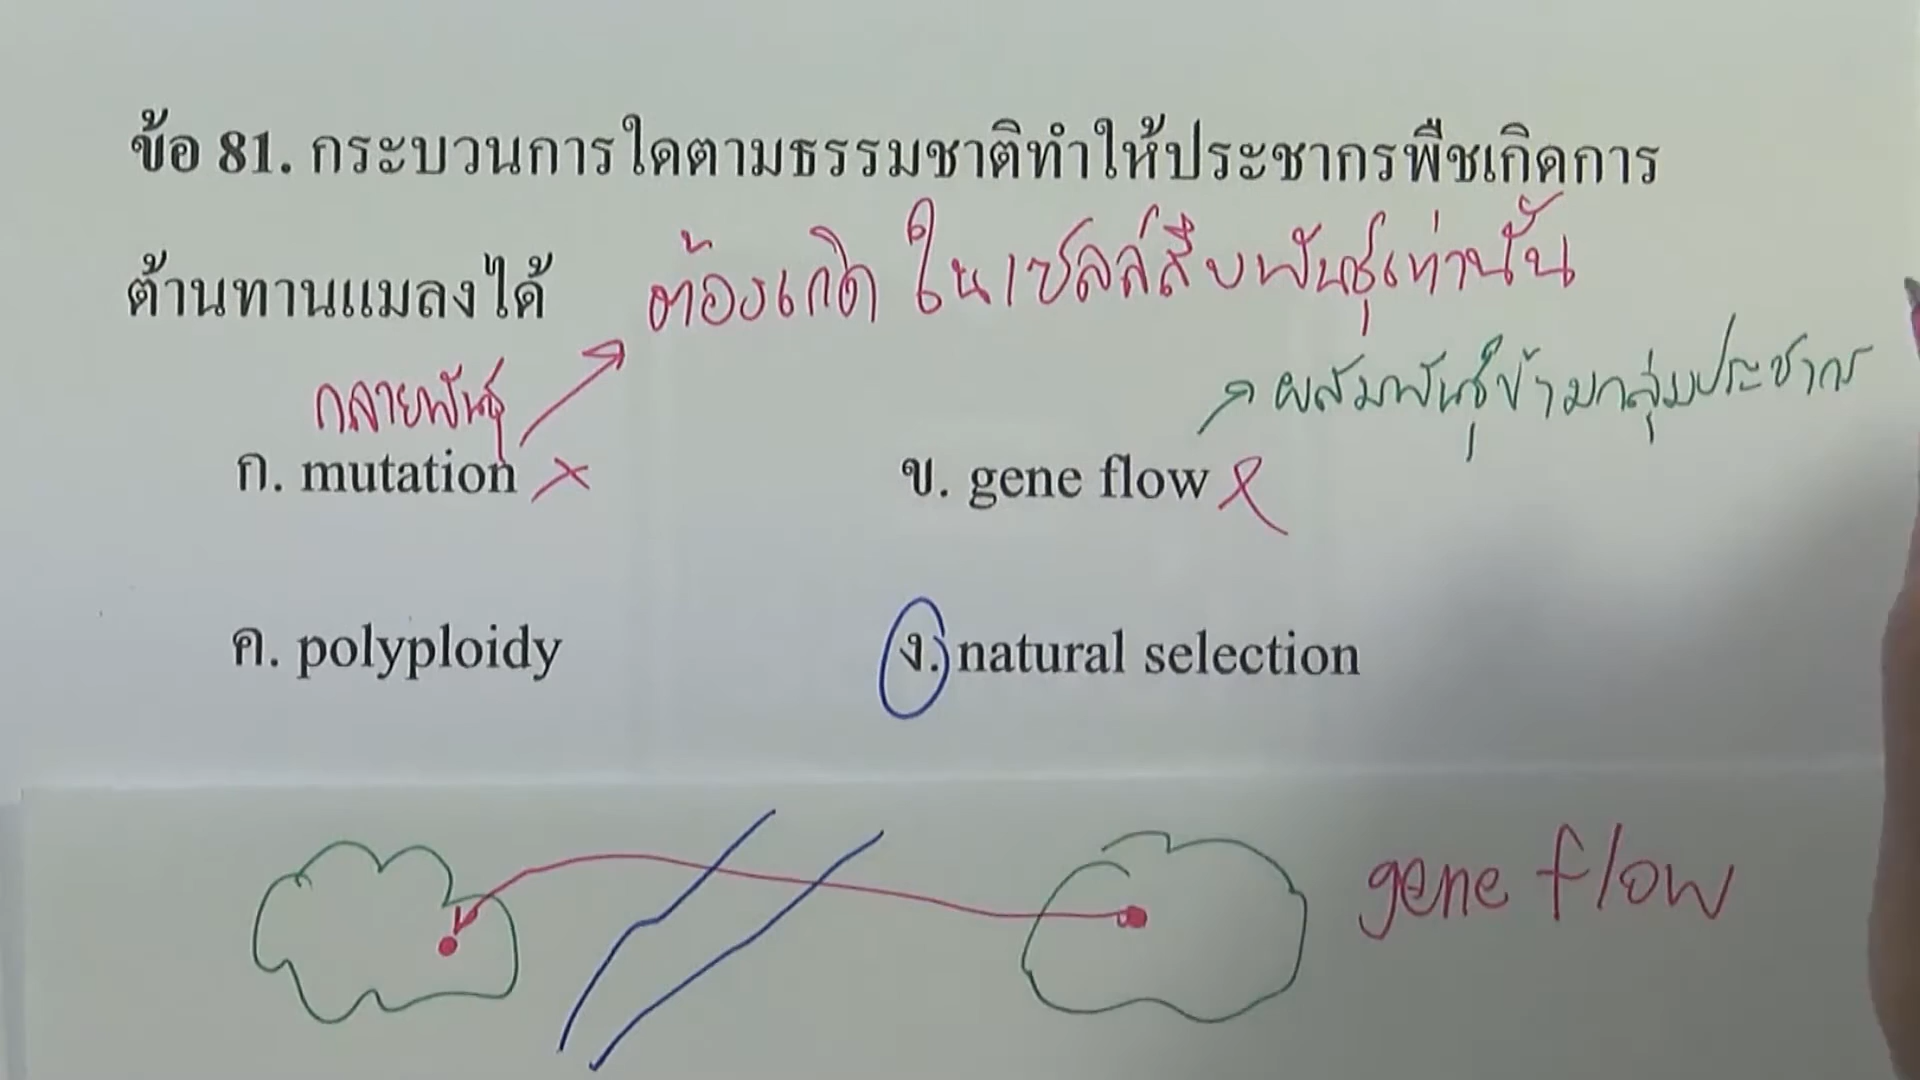 ข้อ 81. กระบวนการใดตามธรรมชาติทำให้ประชากรพืชเกิดการ
ต้านทานแมลงได้
ต้องเกิด ในเซลล์สืบพันธุ์เท่านั้น
กลายพันธุ์
ผสมพันธุ์ข้ามกลุ่มประชากร
ก. mutation
ข. gene flow
ค. polyploidy
ง. natural selection
gene flow